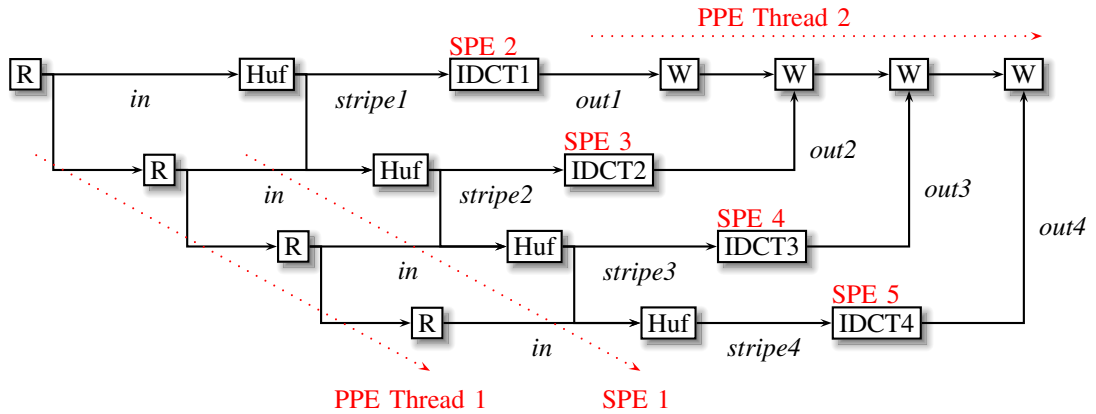 PPE Thread 2
SPE 2
R Huf IDCT1 W W W W
in stripe1 out1
SPE 3
out2
R Huf IDCT2
in stripe2 out3
SPE 4
out4
R Huf IDCT3
in stripe3
SPE 5
R Huf IDCT4
in stripe4
PPE Thread 1 SPE 1